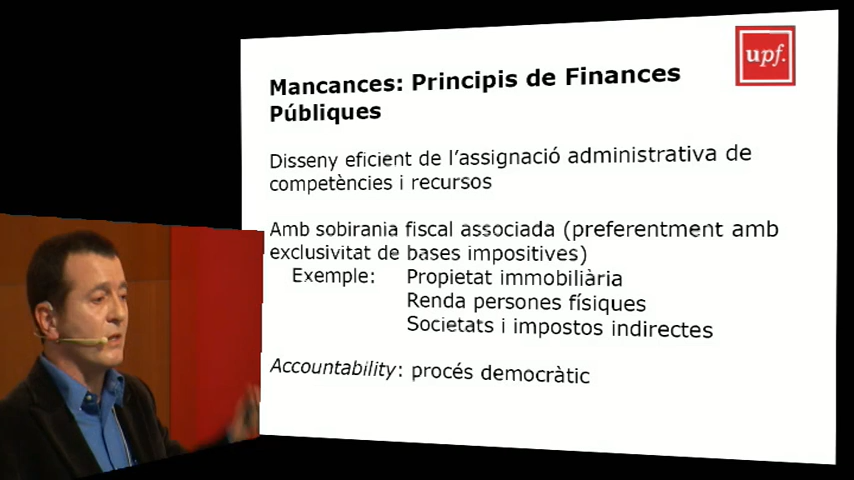 upf.
Mancances: Principis de Finances
Públiques
Disseny eficient de l'assignació administrativa de
competències i recursos
Amb sobirania fiscal associada (preferentment amb
exclusivitat de bases impositives)
Exemple: Propietat immobiliària
Renda persones físiques
Societats i impostos indirectes
Accountability: procés democràtic